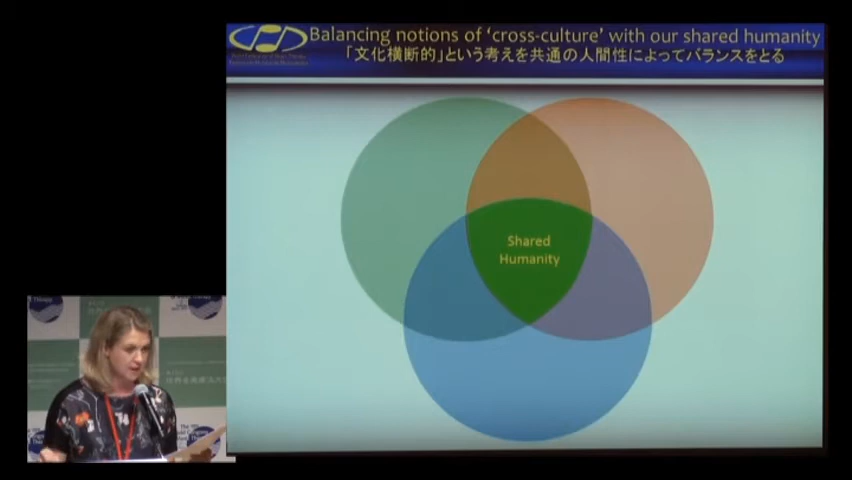 Balancing notions of 'cross-culture' with our shared humanity
「文化横断的」という考えを共通の人間性によってバランスをとる
Shared
Humanity
Therapy
The